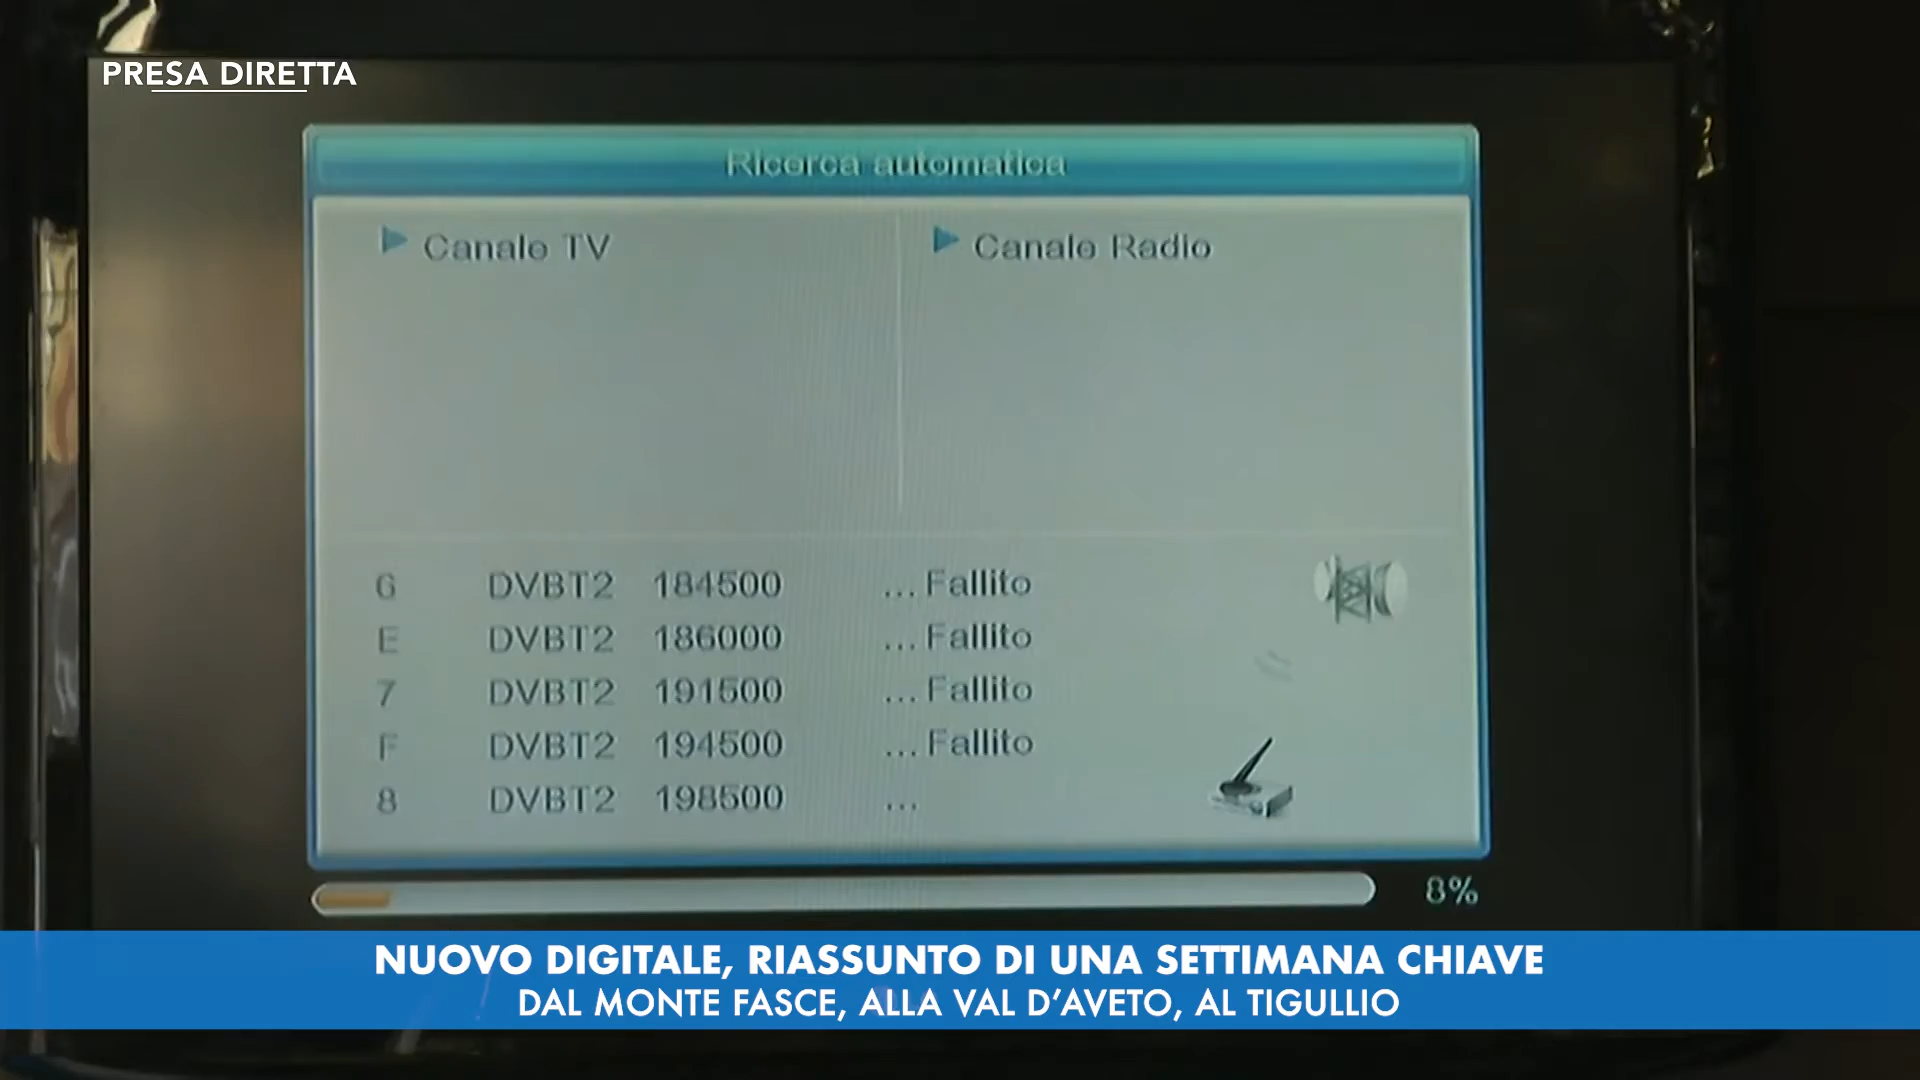 PRESA DIRETTA
Ricerca automatica
Canale TV
Canale Radio
6 DVBT2 184500 ... Fallito
E DVBT2 186000 ... Fallito
7 DVBT2 191500 ... Fallito
F DVBT2 194500 ... Fallito
8 DVBT2 198500 ...
8%
NUOVO DIGITALE, RIASSUNTO DI UNA SETTIMANA CHIAVE
DAL MONTE FASCE, ALLA VAL D'AVETO, AL TIGULLIO